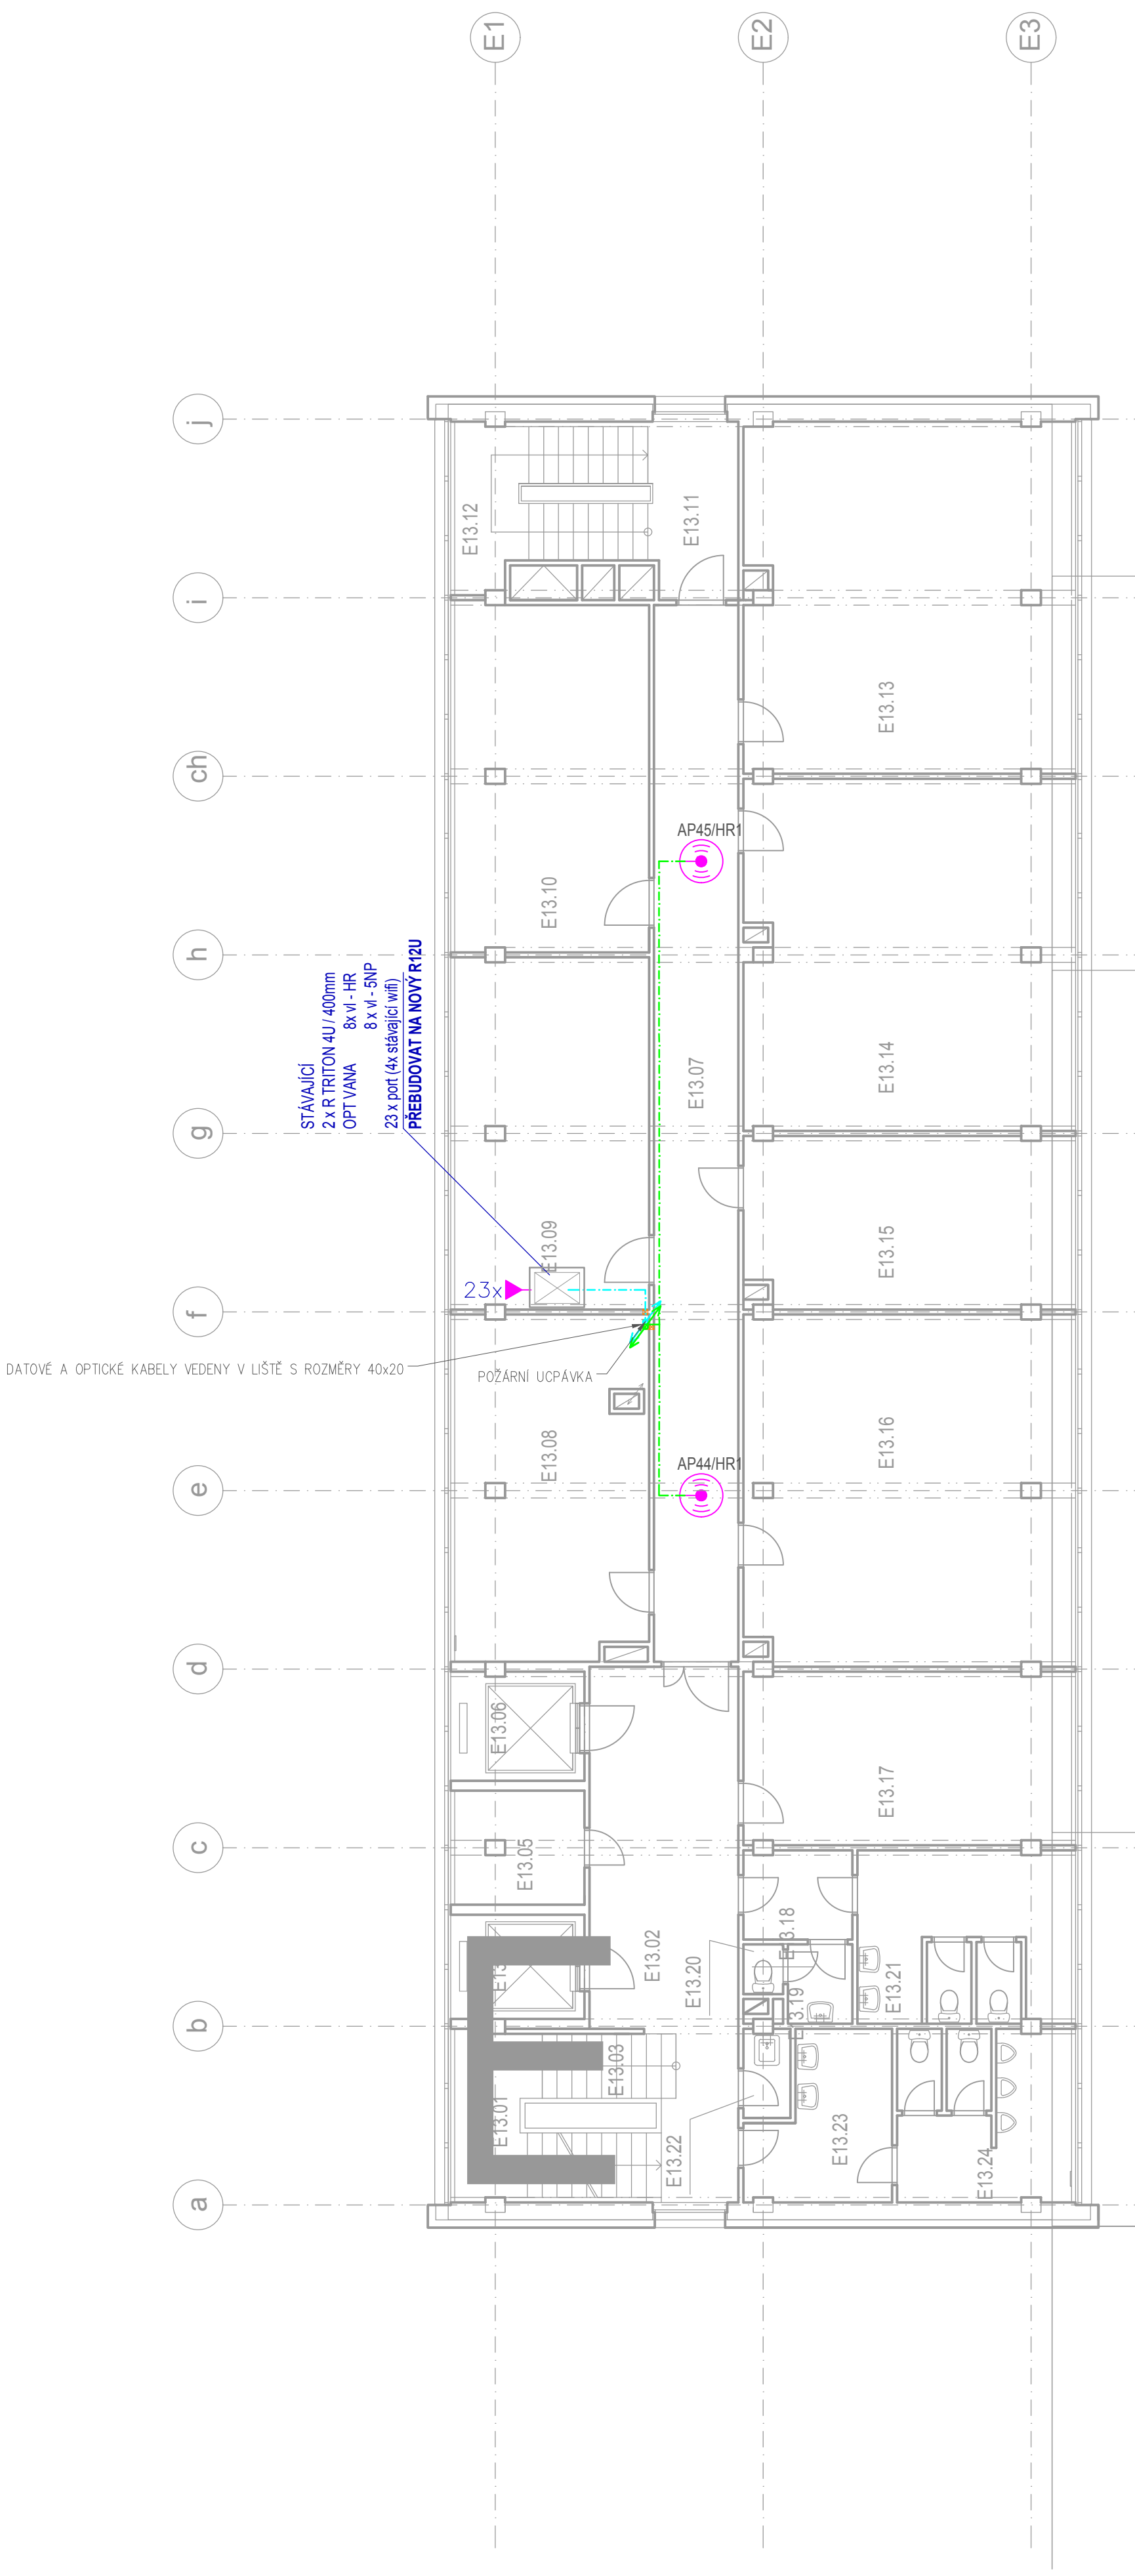 E1
E2
E3
j
i
ch
h
g
f
e
d
c
b
a
E13.12
E13.11
E13.13
AP45/HR1
E13.10
STÁVAJÍCÍ
2 x R TRITON 4U / 400mm
OPT VANA 8x vl - HR
8 x vl - 5NP
23 x port (4x stávající wifi)
PŘEBUDOVAT NA NOVÝ R12U
E13.07
E13.14
E13.09
E13.15
23x
DATOVÉ A OPTICKÉ KABELY VEDENY V LIŠTĚ S ROZMĚRY 40x20
POŽÁRNÍ UCPÁVKA
E13.08
E13.16
AP44/HR1
E13.06
E13.17
E13.05
E13.02
E13.18
E13.20
E13.21
E
E13.03
E13.01
E13.22
E13.23
E13.24
E